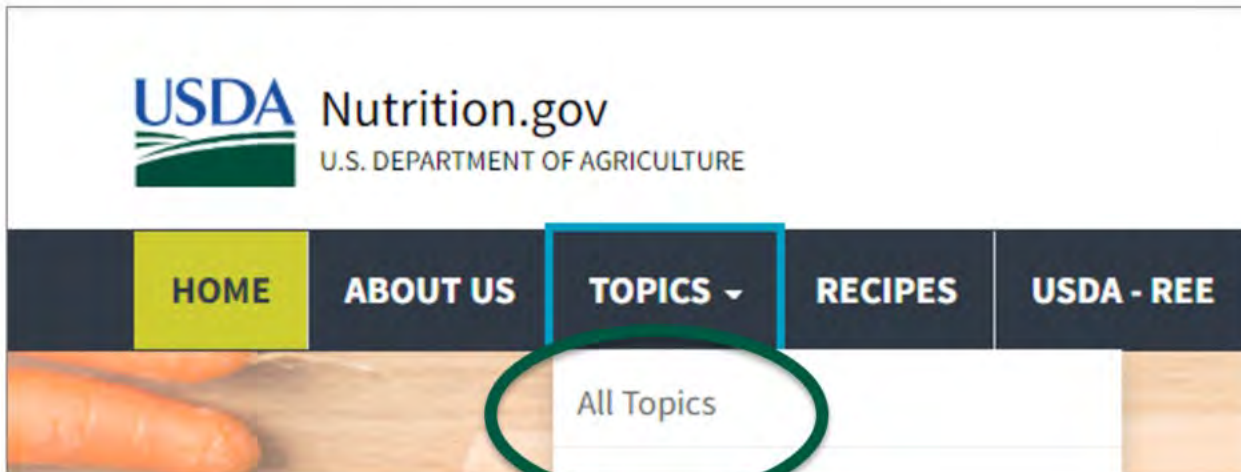 USDA
Nutrition.gov
U.S. DEPARTMENT OF AGRICULTURE
HOME ABOUT US TOPICS RECIPES USDA - REE
All Topics